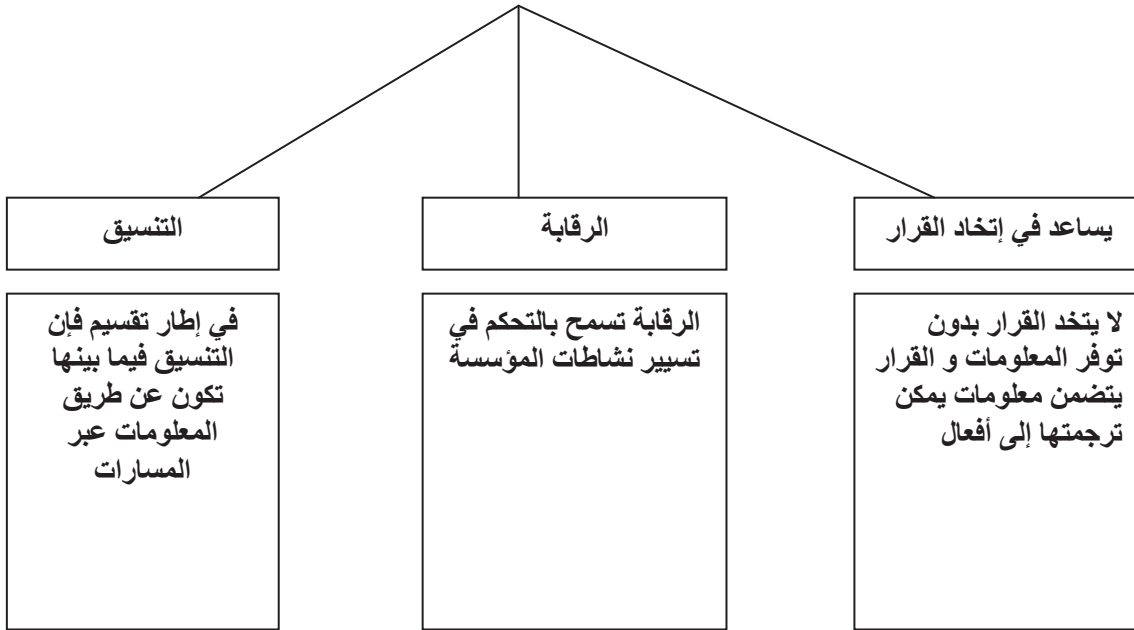 يساعد في إتخاد القرار
الرقابة
التنسيق
لا يتخد القرار بدون
توفر المعلومات و القرار
يتضمن معلومات يمكن
ترجمتها إلى أفعال
الرقابة تسمح بالتحكم في
تسيير نشاطات المؤسسة
في إطار تقسيم فإن
التنسيق فيما بينها
تكون عن طريق
المعلومات عبر
المسارات